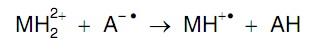 MH₂²⁺ + A⁻• → MH⁺• + AH